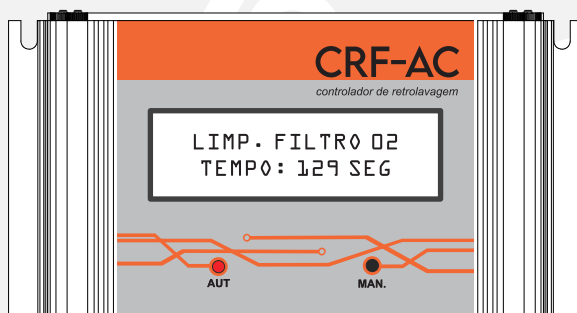 CRF-AC
controlador de retrolavagem
LIMP. FILTRO 02
TEMPO: 129 SEG
AUT
MAN.